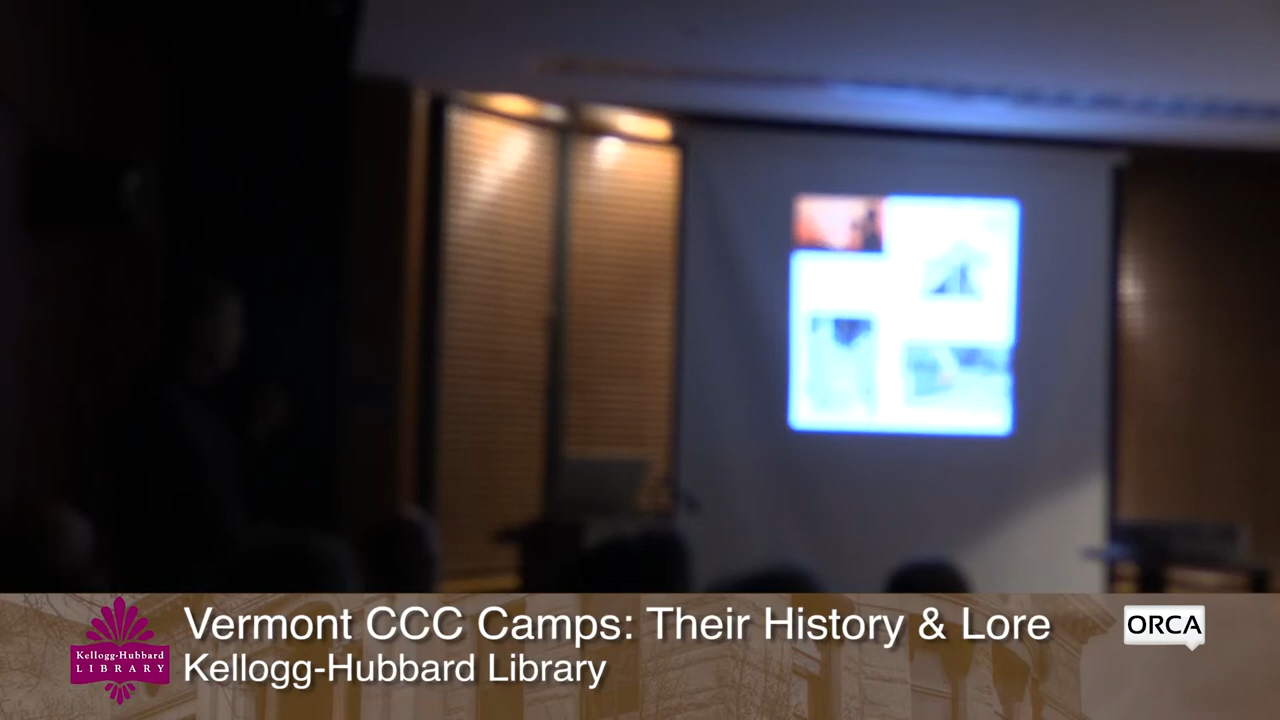 Vermont CCC Camps: Their History & Lore
Kellogg-Hubbard Library
Kellogg-Hubbard
LIBRARY
ORCA